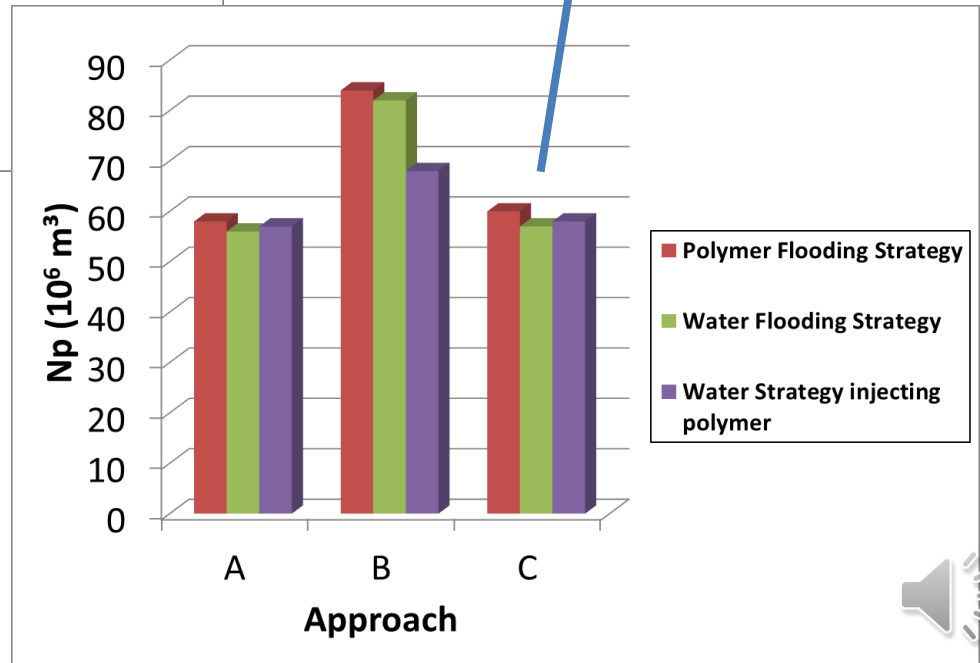 90
80
70
60
50
40
30
20
10
0
Np (10⁶ m³)
A
B
C
Approach
Polymer Flooding Strategy
Water Flooding Strategy
Water Strategy injecting
polymer